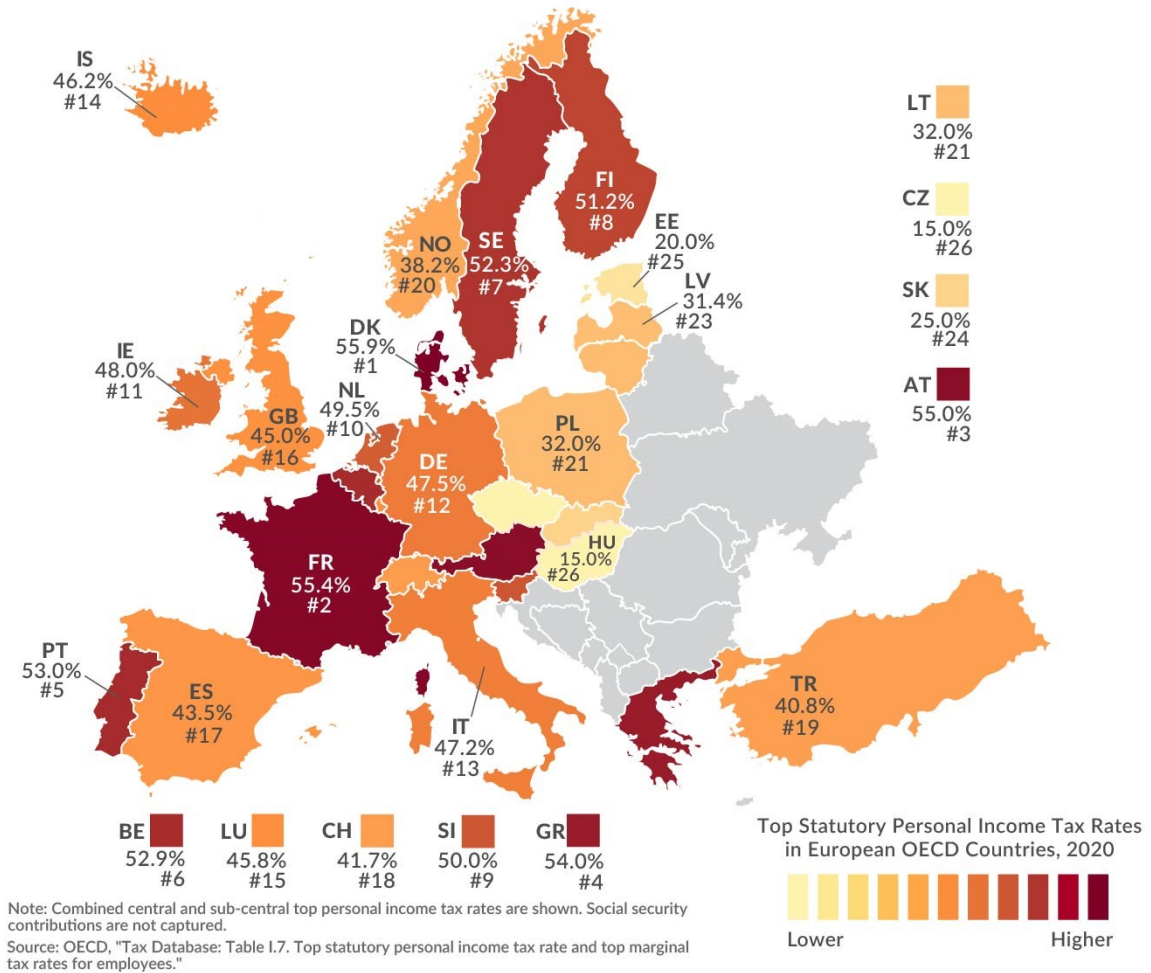 IS
46.2%
#14
LT
32.0%
#21
CZ
15.0%
#26
SK
25.0%
#24
AT
55.0%
#3
FI
51.2%
#8
EE
20.0%
#25
SE
52.3%
#7
NO
38.2%
#20
LV
31.4%
#23
DK
55.9%
#1
IE
48.0%
#11
NL
49.5%
#10
GB
45.0%
#16
PL
32.0%
#21
DE
47.5%
#12
HU
15.0%
#26
FR
55.4%
#2
PT
53.0%
#5
ES
43.5%
#17
IT
47.2%
#13
TR
40.8%
#19
BE
52.9%
#6
LU
45.8%
#15
CH
41.7%
#18
SI
50.0%
#9
GR
54.0%
#4
Top Statutory Personal Income Tax Rates
in European OECD Countries, 2020
Lower
Higher
Note: Combined central and sub-central top personal income tax rates are shown. Social security
contributions are not captured.
Source: OECD, "Tax Database: Table I.7. Top statutory personal income tax rate and top marginal
tax rates for employees."